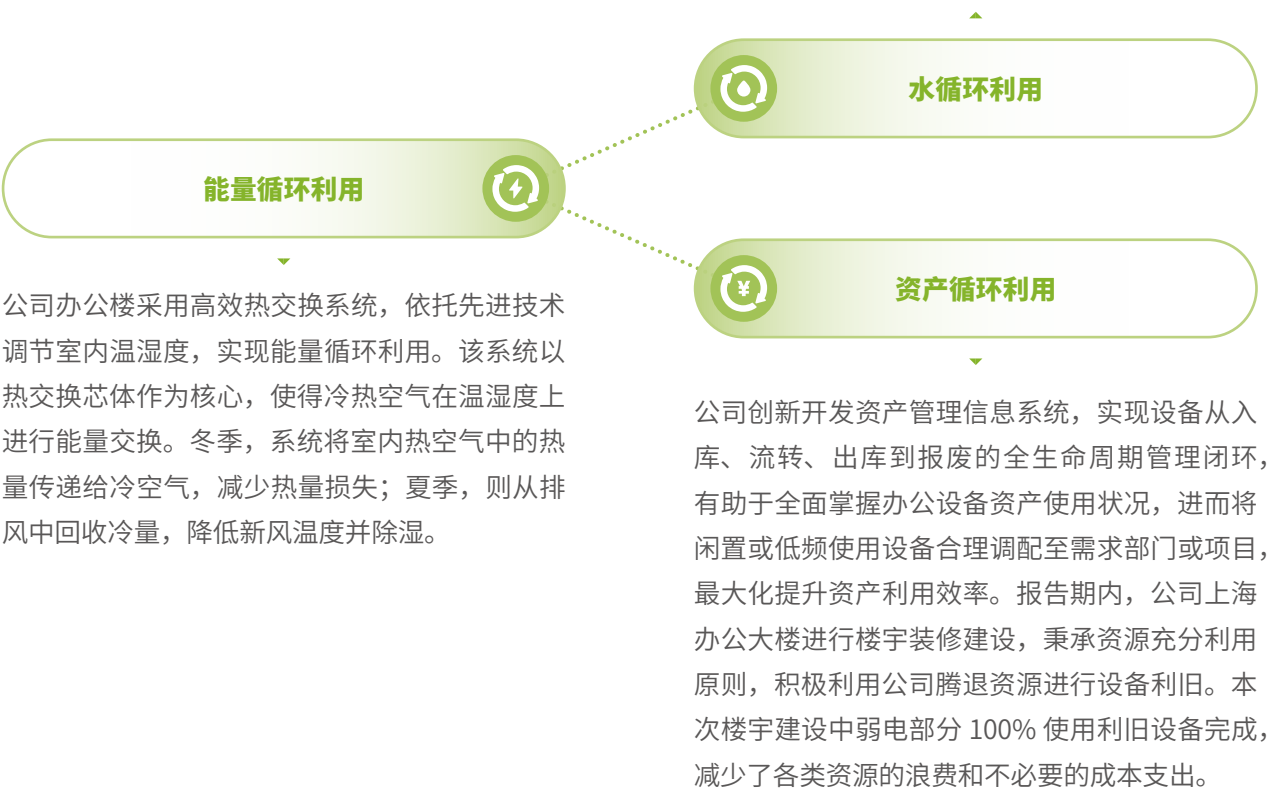 水循环利用
能量循环利用
公司办公楼采用高效热交换系统，依托先进技术
调节室内温湿度，实现能量循环利用。该系统以
热交换芯体作为核心，使得冷热空气在温湿度上
进行能量交换。冬季，系统将室内热空气中的热
量传递给冷空气，减少热量损失；夏季，则从排
风中回收冷量，降低新风温度并除湿。
¥
资产循环利用
公司创新开发资产管理信息系统，实现设备从入
库、流转、出库到报废的全生命周期管理闭环，
有助于全面掌握办公设备资产使用状况，进而将
闲置或低频使用设备合理调配至需求部门或项目，
最大化提升资产利用效率。报告期内，公司上海
办公大楼进行楼宇装修建设，秉承资源充分利用
原则，积极利用公司腾退资源进行设备利旧。本
次楼宇建设中弱电部分 100% 使用利旧设备完成，
减少了各类资源的浪费和不必要的成本支出。